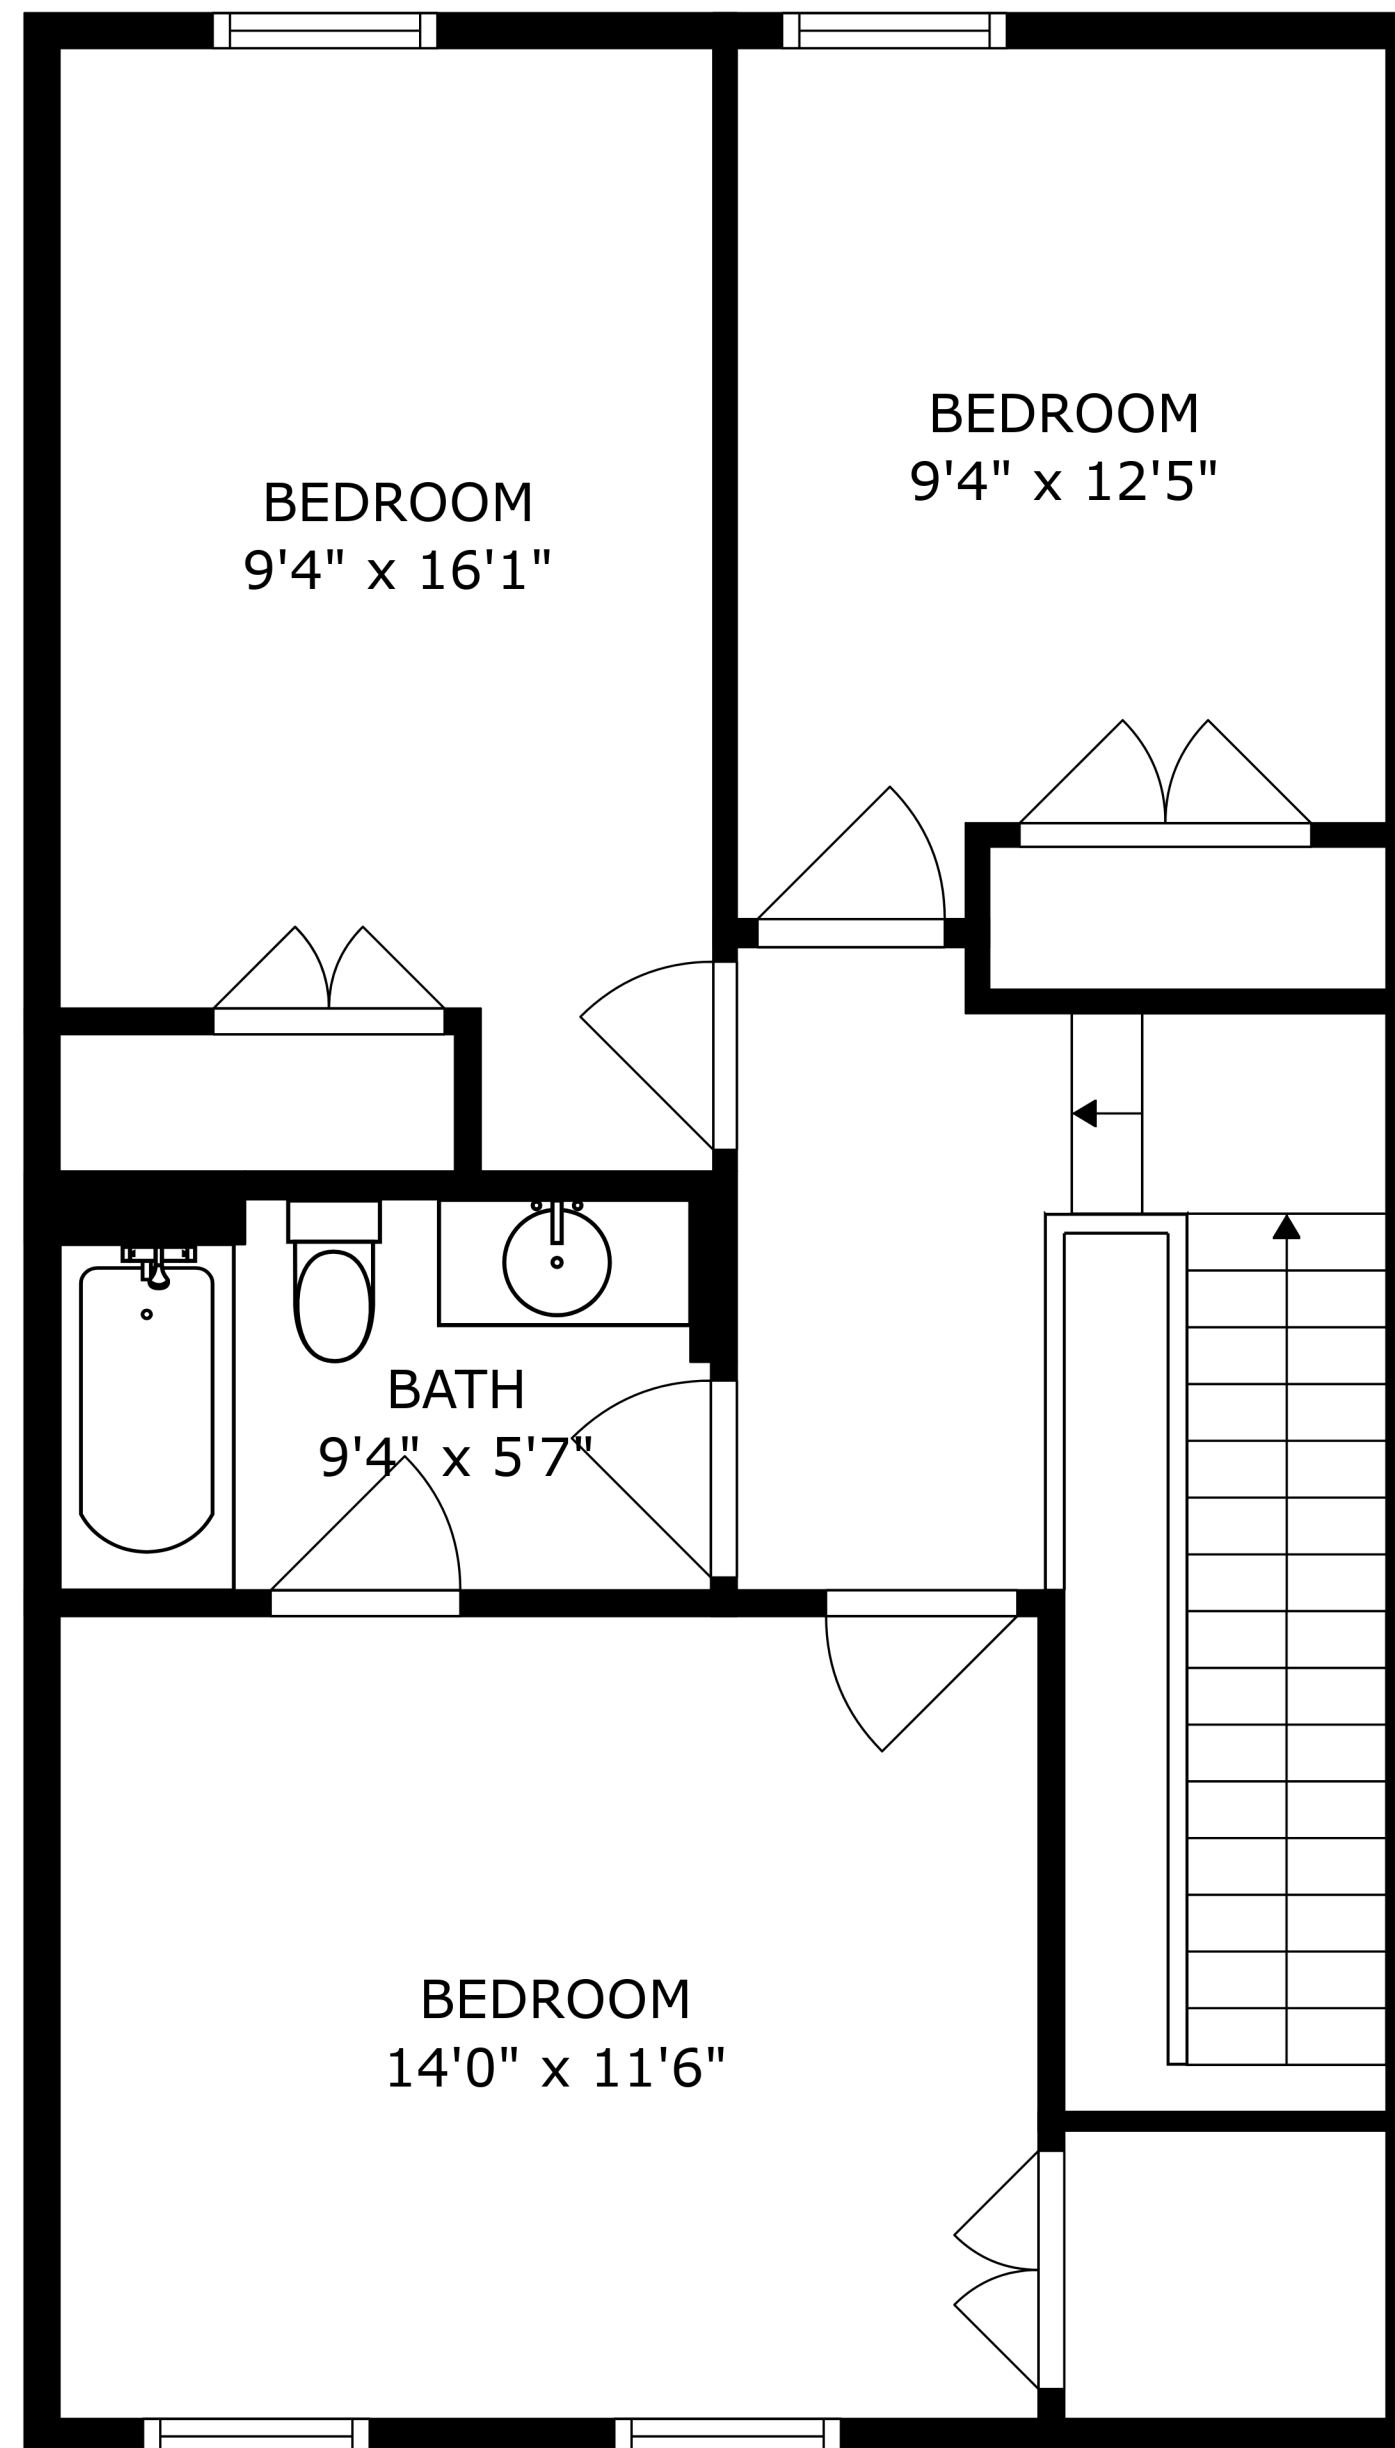 BEDROOM
9'4" x 12'5"
BEDROOM
9'4" x 16'1"
BATH
9'4" x 5'7"
BEDROOM
14'0" x 11'6"